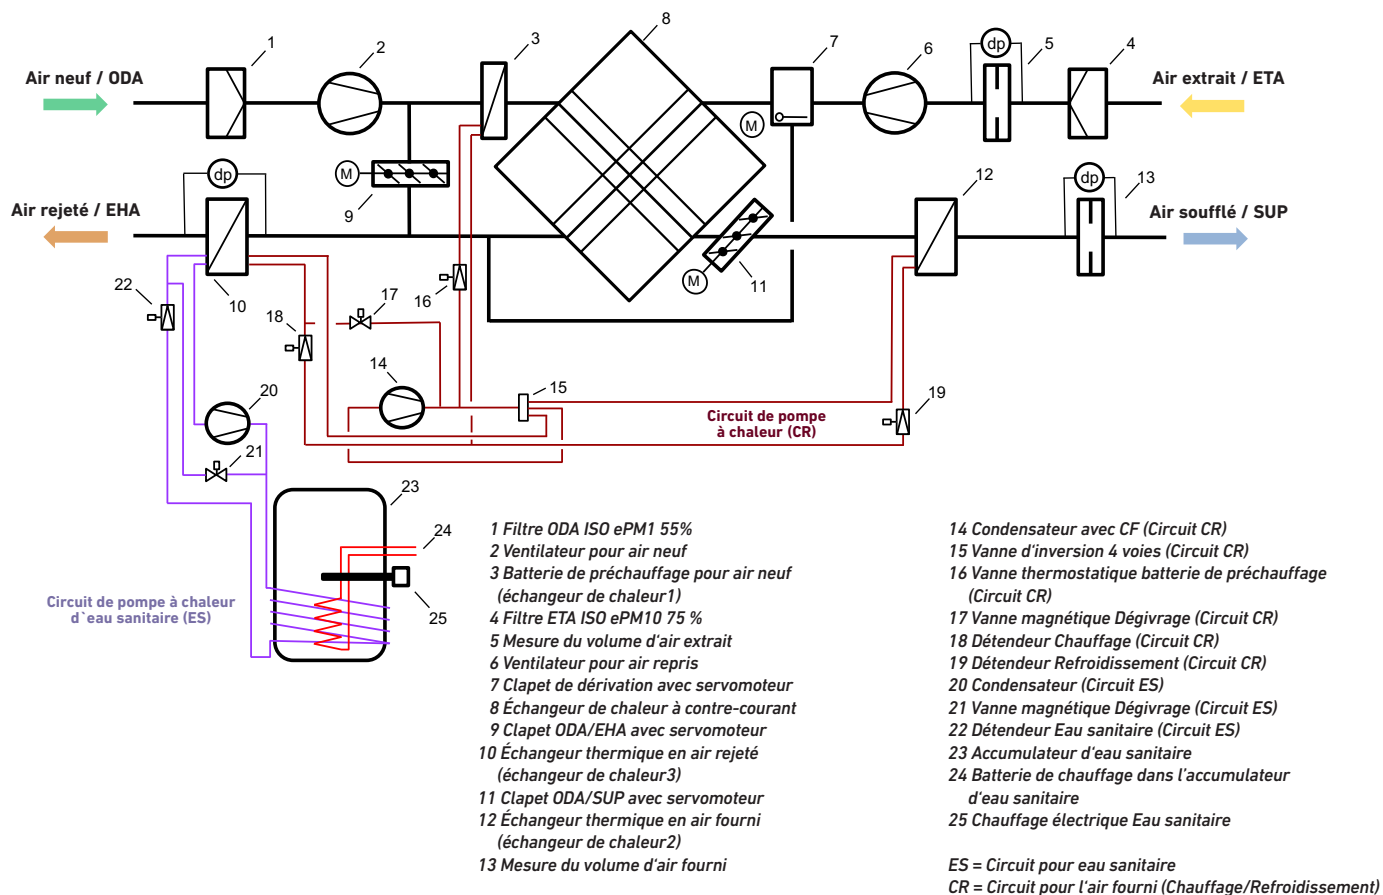 1
2
3
8
7
6
dp
5
4
Air neuf / ODA
Air extrait / ETA
M
M
dp
dp
12
13
9
Air rejeté / EHA
Air soufflé / SUP
M
11
22
10
16
17
18
14
15
19
Circuit de pompe
à chaleur (CR)
20
21
23
24
25
Circuit de pompe à chaleur
d`eau sanitaire (ES)
1 Filtre ODA ISO ePM1 55%
2 Ventilateur pour air neuf
3 Batterie de préchauffage pour air neuf
(échangeur de chaleur1)
4 Filtre ETA ISO ePM10 75 %
5 Mesure du volume d'air extrait
6 Ventilateur pour air repris
7 Clapet de dérivation avec servomoteur
8 Échangeur de chaleur à contre-courant
9 Clapet ODA/EHA avec servomoteur
10 Échangeur thermique en air rejeté
(échangeur de chaleur3)
11 Clapet ODA/SUP avec servomoteur
12 Échangeur thermique en air fourni
(échangeur de chaleur2)
13 Mesure du volume d'air fourni
14 Condensateur avec CF (Circuit CR)
15 Vanne d'inversion 4 voies (Circuit CR)
16 Vanne thermostatique batterie de préchauffage
(Circuit CR)
17 Vanne magnétique Dégivrage (Circuit CR)
18 Détendeur Chauffage (Circuit CR)
19 Détendeur Refroidissement (Circuit CR)
20 Condensateur (Circuit ES)
21 Vanne magnétique Dégivrage (Circuit ES)
22 Détendeur Eau sanitaire (Circuit ES)
23 Accumulateur d'eau sanitaire
24 Batterie de chauffage dans l'accumulateur
d'eau sanitaire
25 Chauffage électrique Eau sanitaire
ES = Circuit pour eau sanitaire
CR = Circuit pour l'air fourni (Chauffage/Refroidissement)